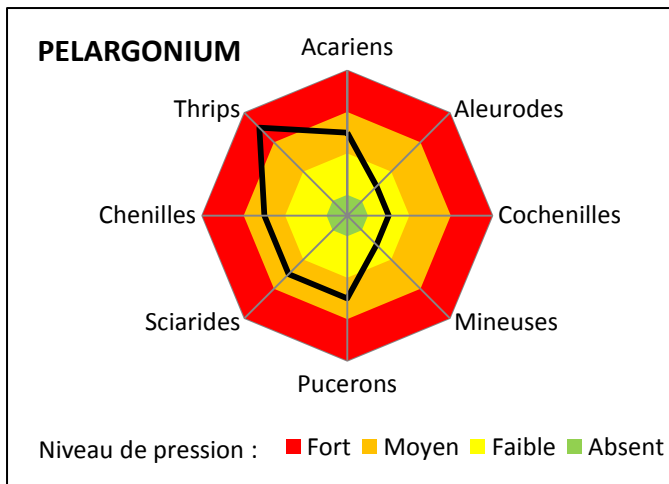 PELARGONIUM
Acariens
Thrips
Aleurodes
Chenilles
Cochenilles
Sciarides
Mineuses
Pucerons
Niveau de pression : Fort Moyen Faible Absent